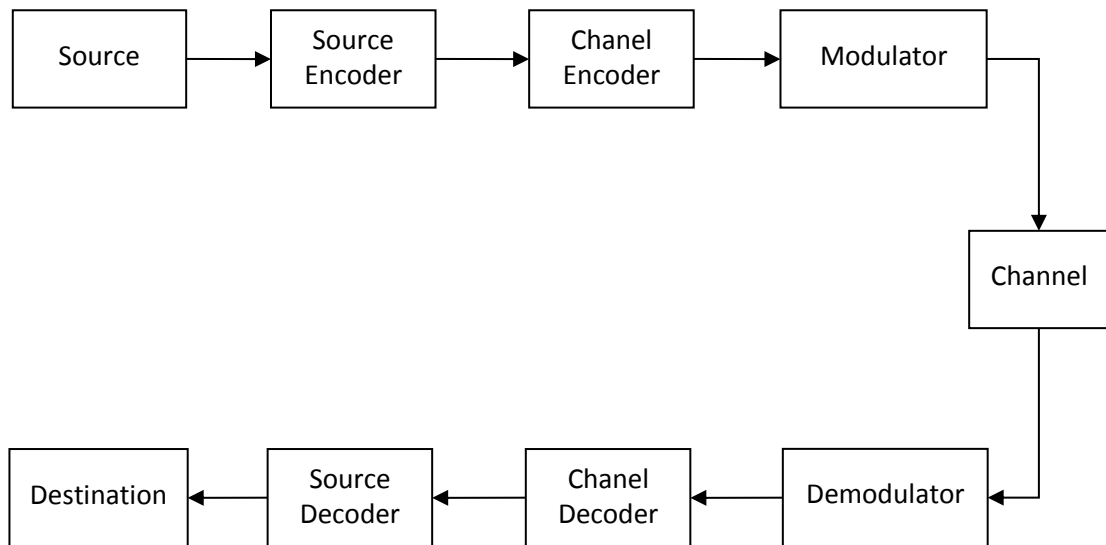 Source
Source
Encoder
Chanel
Encoder
Modulator
Channel
Destination
Source
Decoder
Chanel
Decoder
Demodulator